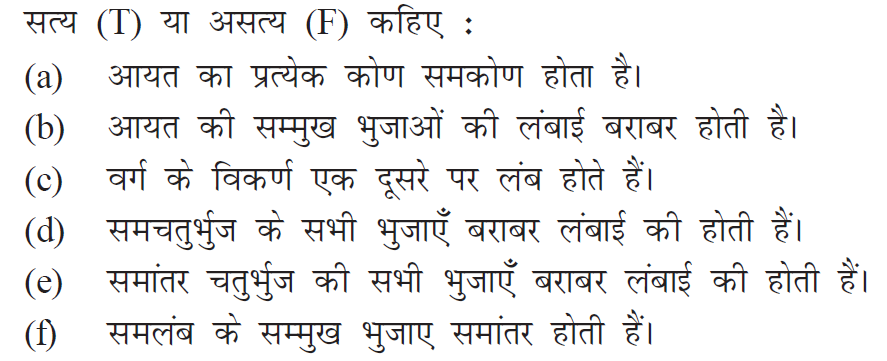 सत्य (T) या असत्य (F) कहिए :
(a) आयत का प्रत्येक कोण समकोण होता है।
(b) आयत की सम्मुख भुजाओं की लंबाई बराबर होती है।
(c) वर्ग के विकर्ण एक दूसरे पर लंब होते हैं।
(d) समचतुर्भुज के सभी भुजाएँ बराबर लंबाई की होती हैं।
(e) समांतर चतुर्भुज की सभी भुजाएँ बराबर लंबाई की होती हैं।
(f) समलंब के सम्मुख भुजाए समांतर होती हैं।